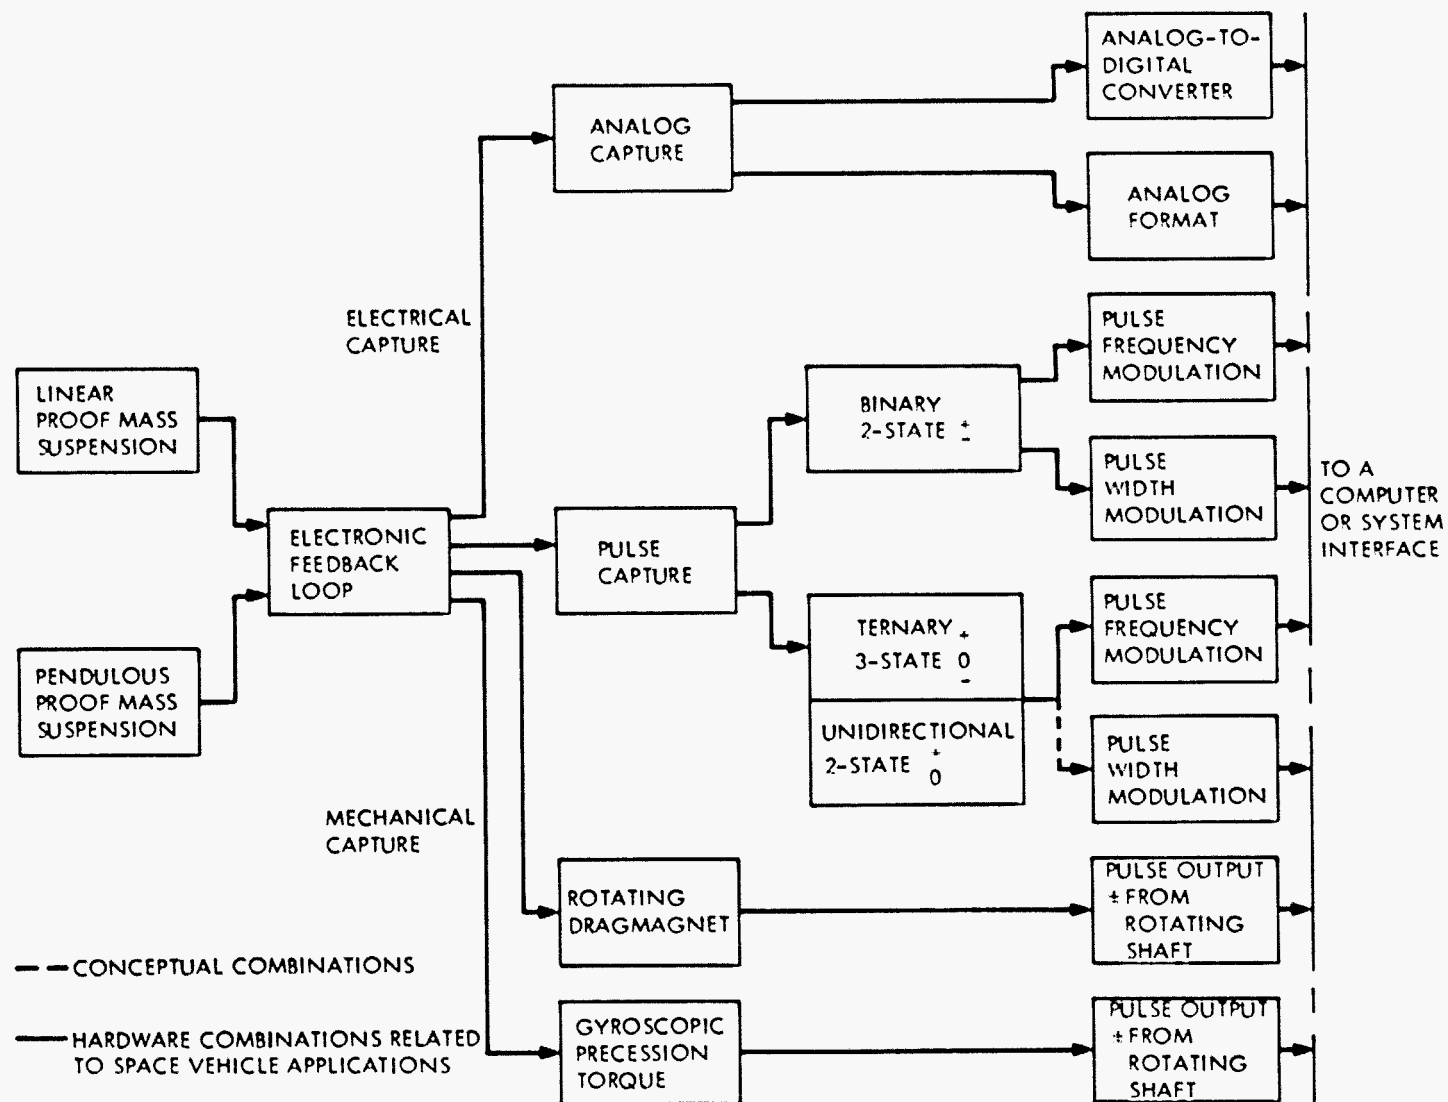 ANALOG-TO-
DIGITAL
CONVERTER
ANALOG
CAPTURE
ANALOG
FORMAT
ELECTRICAL
CAPTURE
PULSE
FREQUENCY
MODULATION
LINEAR
PROOF MASS
SUSPENSION
BINARY
2-STATE ±
PULSE
WIDTH
MODULATION
TO A
COMPUTER
OR SYSTEM
INTERFACE
ELECTRONIC
FEEDBACK
LOOP
PULSE
CAPTURE
TERNARY +
3-STATE 0
-
PULSE
FREQUENCY
MODULATION
PENDULOUS
PROOF MASS
SUSPENSION
UNIDIRECTIONAL
2-STATE +
0
PULSE
WIDTH
MODULATION
MECHANICAL
CAPTURE
ROTATING
DRAGMAGNET
PULSE OUTPUT
± FROM
ROTATING
SHAFT
-- CONCEPTUAL COMBINATIONS
— HARDWARE COMBINATIONS RELATED
TO SPACE VEHICLE APPLICATIONS
GYROSCOPIC
PRECESSION
TORQUE
PULSE OUTPUT
± FROM
ROTATING
SHAFT